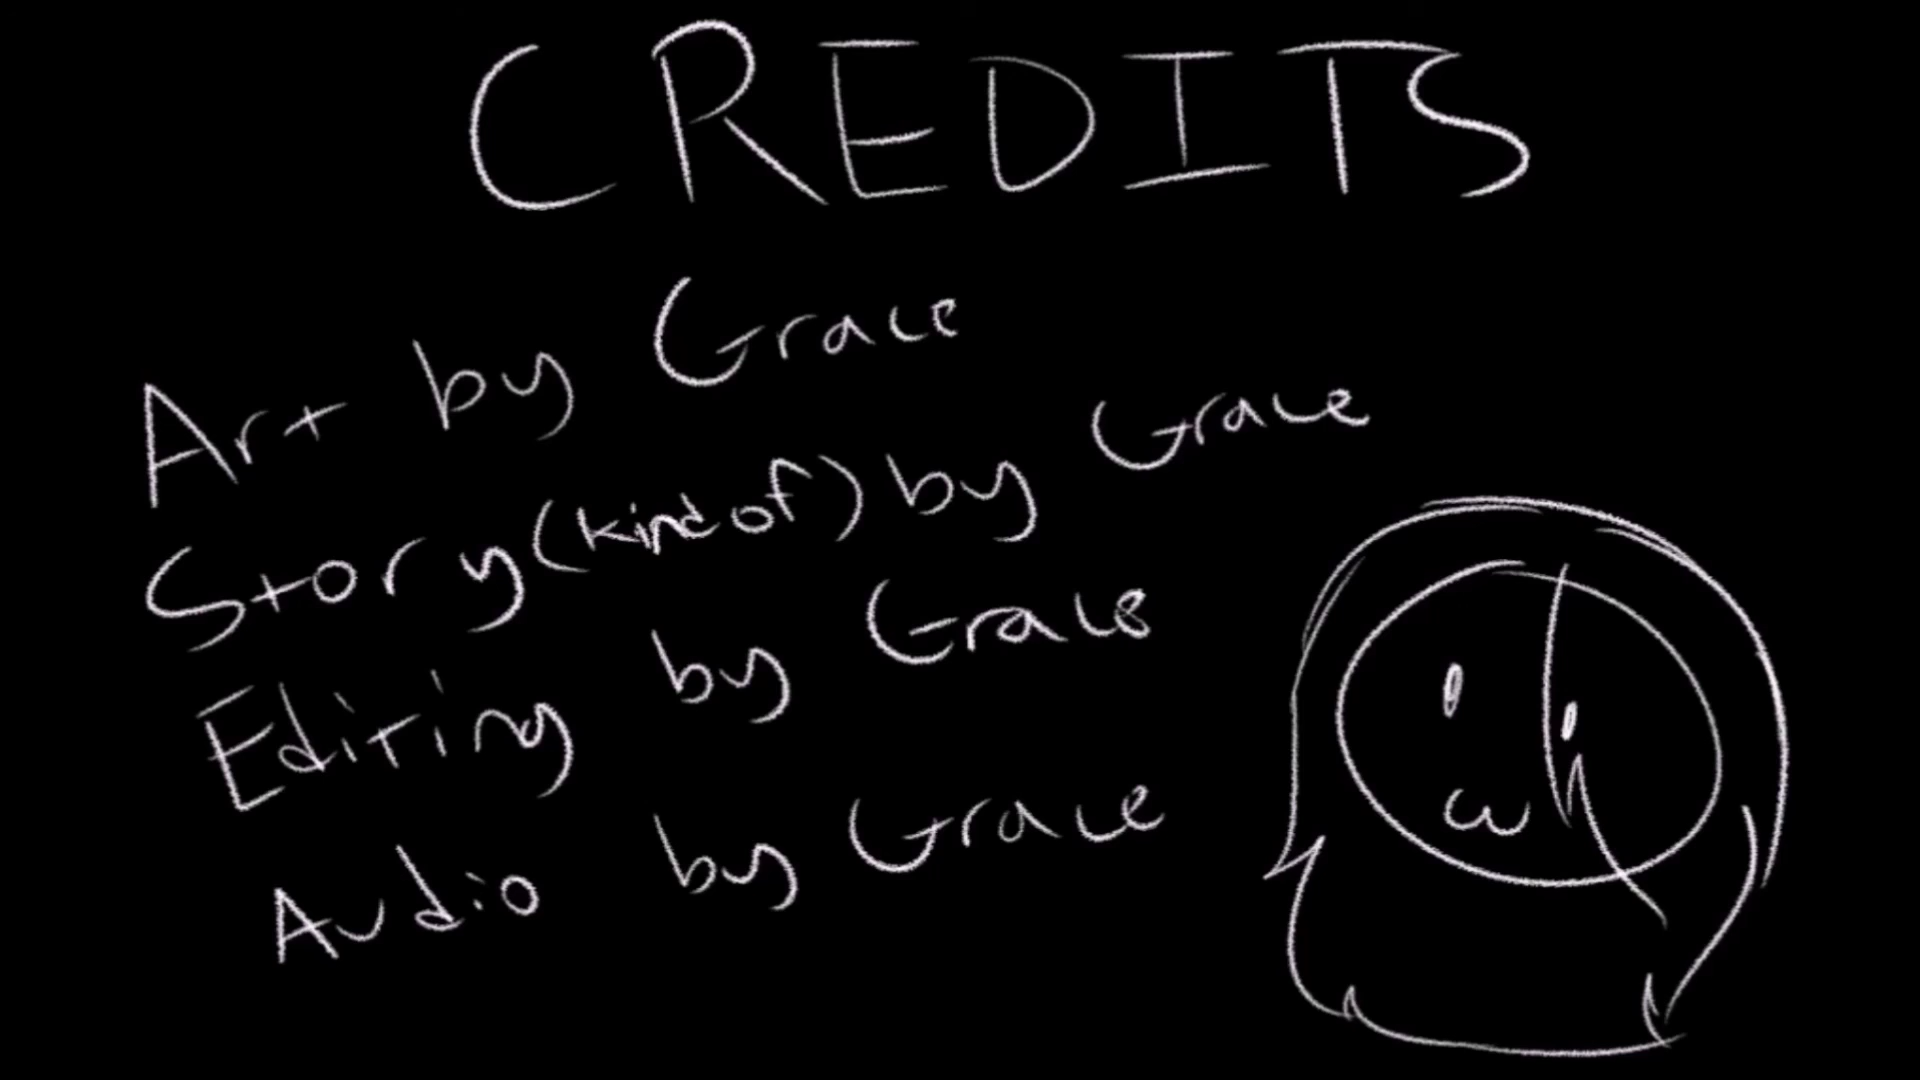 CREDITS
Art by Grace
Story (kind of) by Grace
Editing by Grace
Audio by Grace